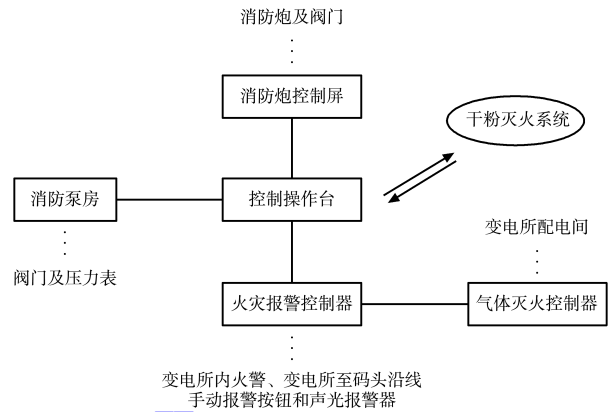 消防炮及阀门
消防炮控制屏
干粉灭火系统
消防泵房
控制操作台
变电所配电间
阀门及压力表
火灾报警控制器
气体灭火控制器
变电所内火警、变电所至码头沿线
手动报警按钮和声光报警器